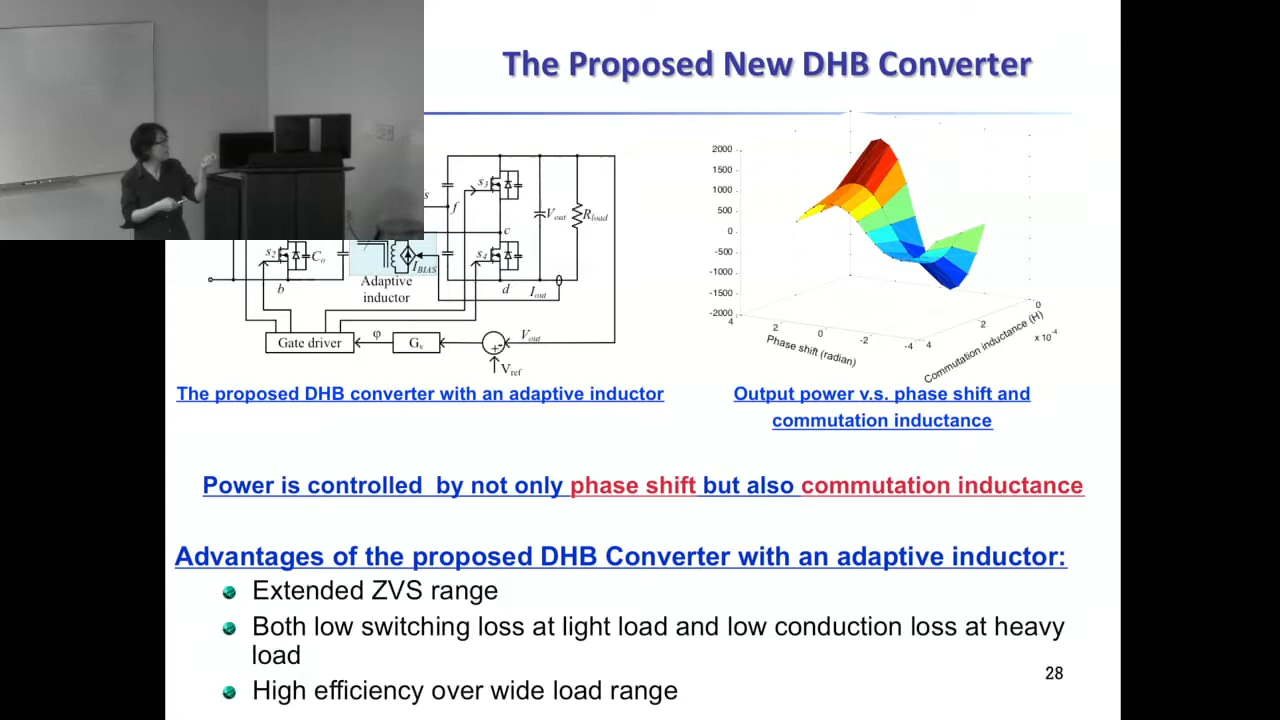 The Proposed New DHB Converter
s
f
s3
Vout
Rload
c
s2
Co
IBIAS
s4
b
Adaptive
inductor
d
Iout
Gate driver
φ
Gv
+
-
Vout
Vref
2000
1500
1000
500
0
-500
-1000
-1500
-2000
4
2
0
-2
-4
4
2
0
x 10-4
Phase shift (radian)
Commutation inductance (H)
The proposed DHB converter with an adaptive inductor
Output power v.s. phase shift and
commutation inductance
Power is controlled by not only phase shift but also commutation inductance
Advantages of the proposed DHB Converter with an adaptive inductor:
Extended ZVS range
Both low switching loss at light load and low conduction loss at heavy
load
High efficiency over wide load range
28